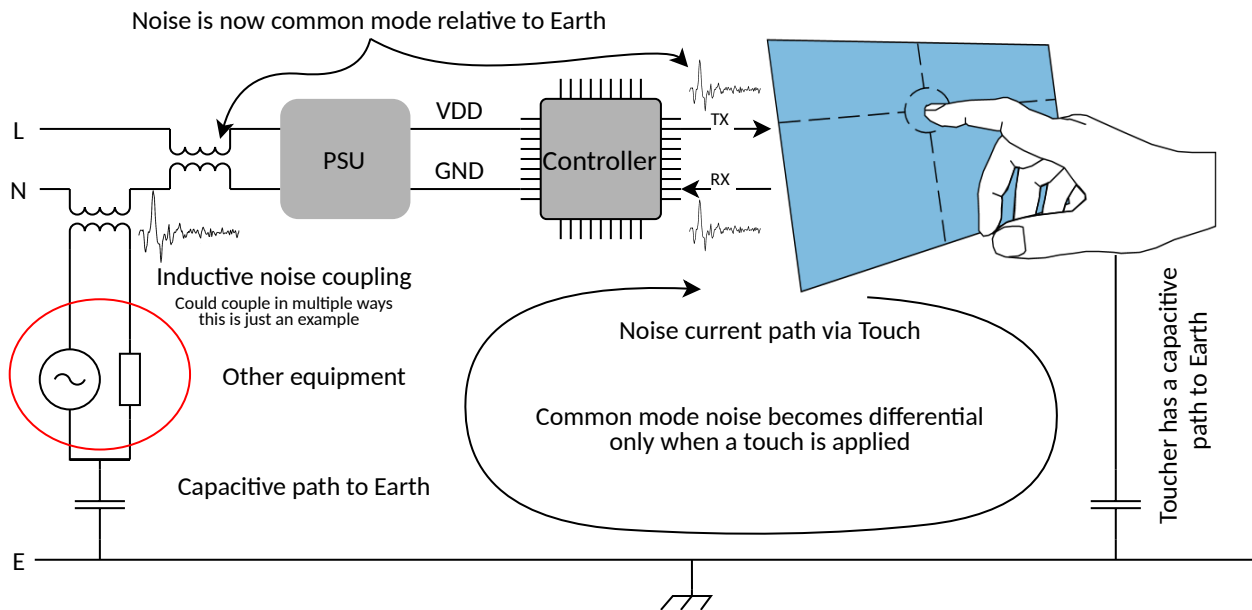 Noise is now common mode relative to Earth
L
PSU
VDD
GND
Controller
TX
RX
N
Inductive noise coupling
Could couple in multiple ways
this is just an example
Other equipment
Capacitive path to Earth
Noise current path via Touch
Common mode noise becomes differential
only when a touch is applied
Toucher has a capacitive
path to Earth
E